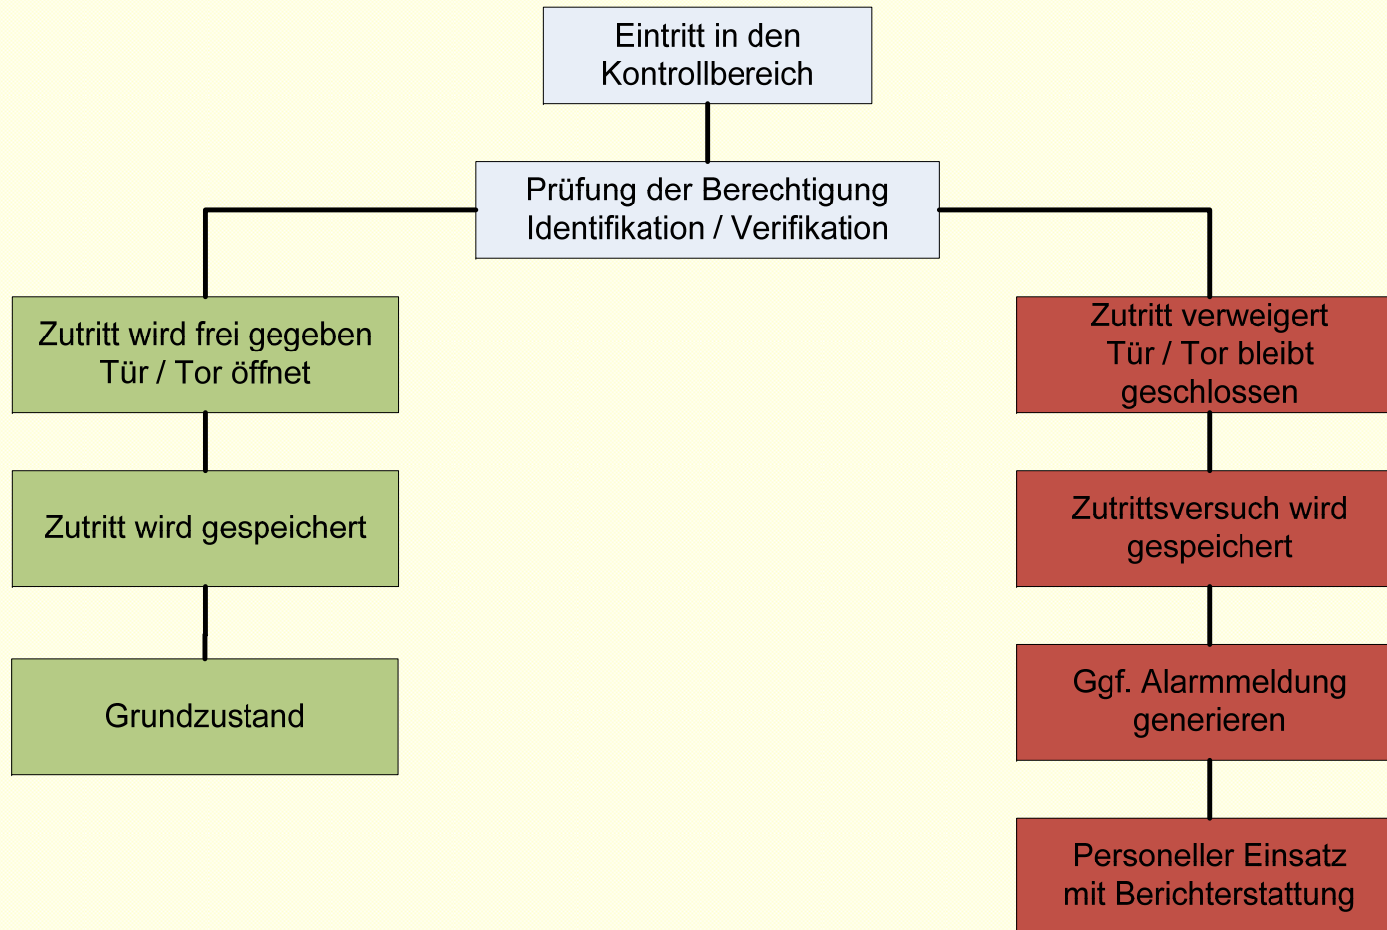 Eintritt in den
Kontrollbereich
Prüfung der Berechtigung
Identifikation / Verifikation
Zutritt wird frei gegeben
Tür / Tor öffnet
Zutritt wird gespeichert
Grundzustand
Zutritt verweigert
Tür / Tor bleibt
geschlossen
Zutrittsversuch wird
gespeichert
Ggf. Alarmmeldung
generieren
Personeller Einsatz
mit Berichterstattung